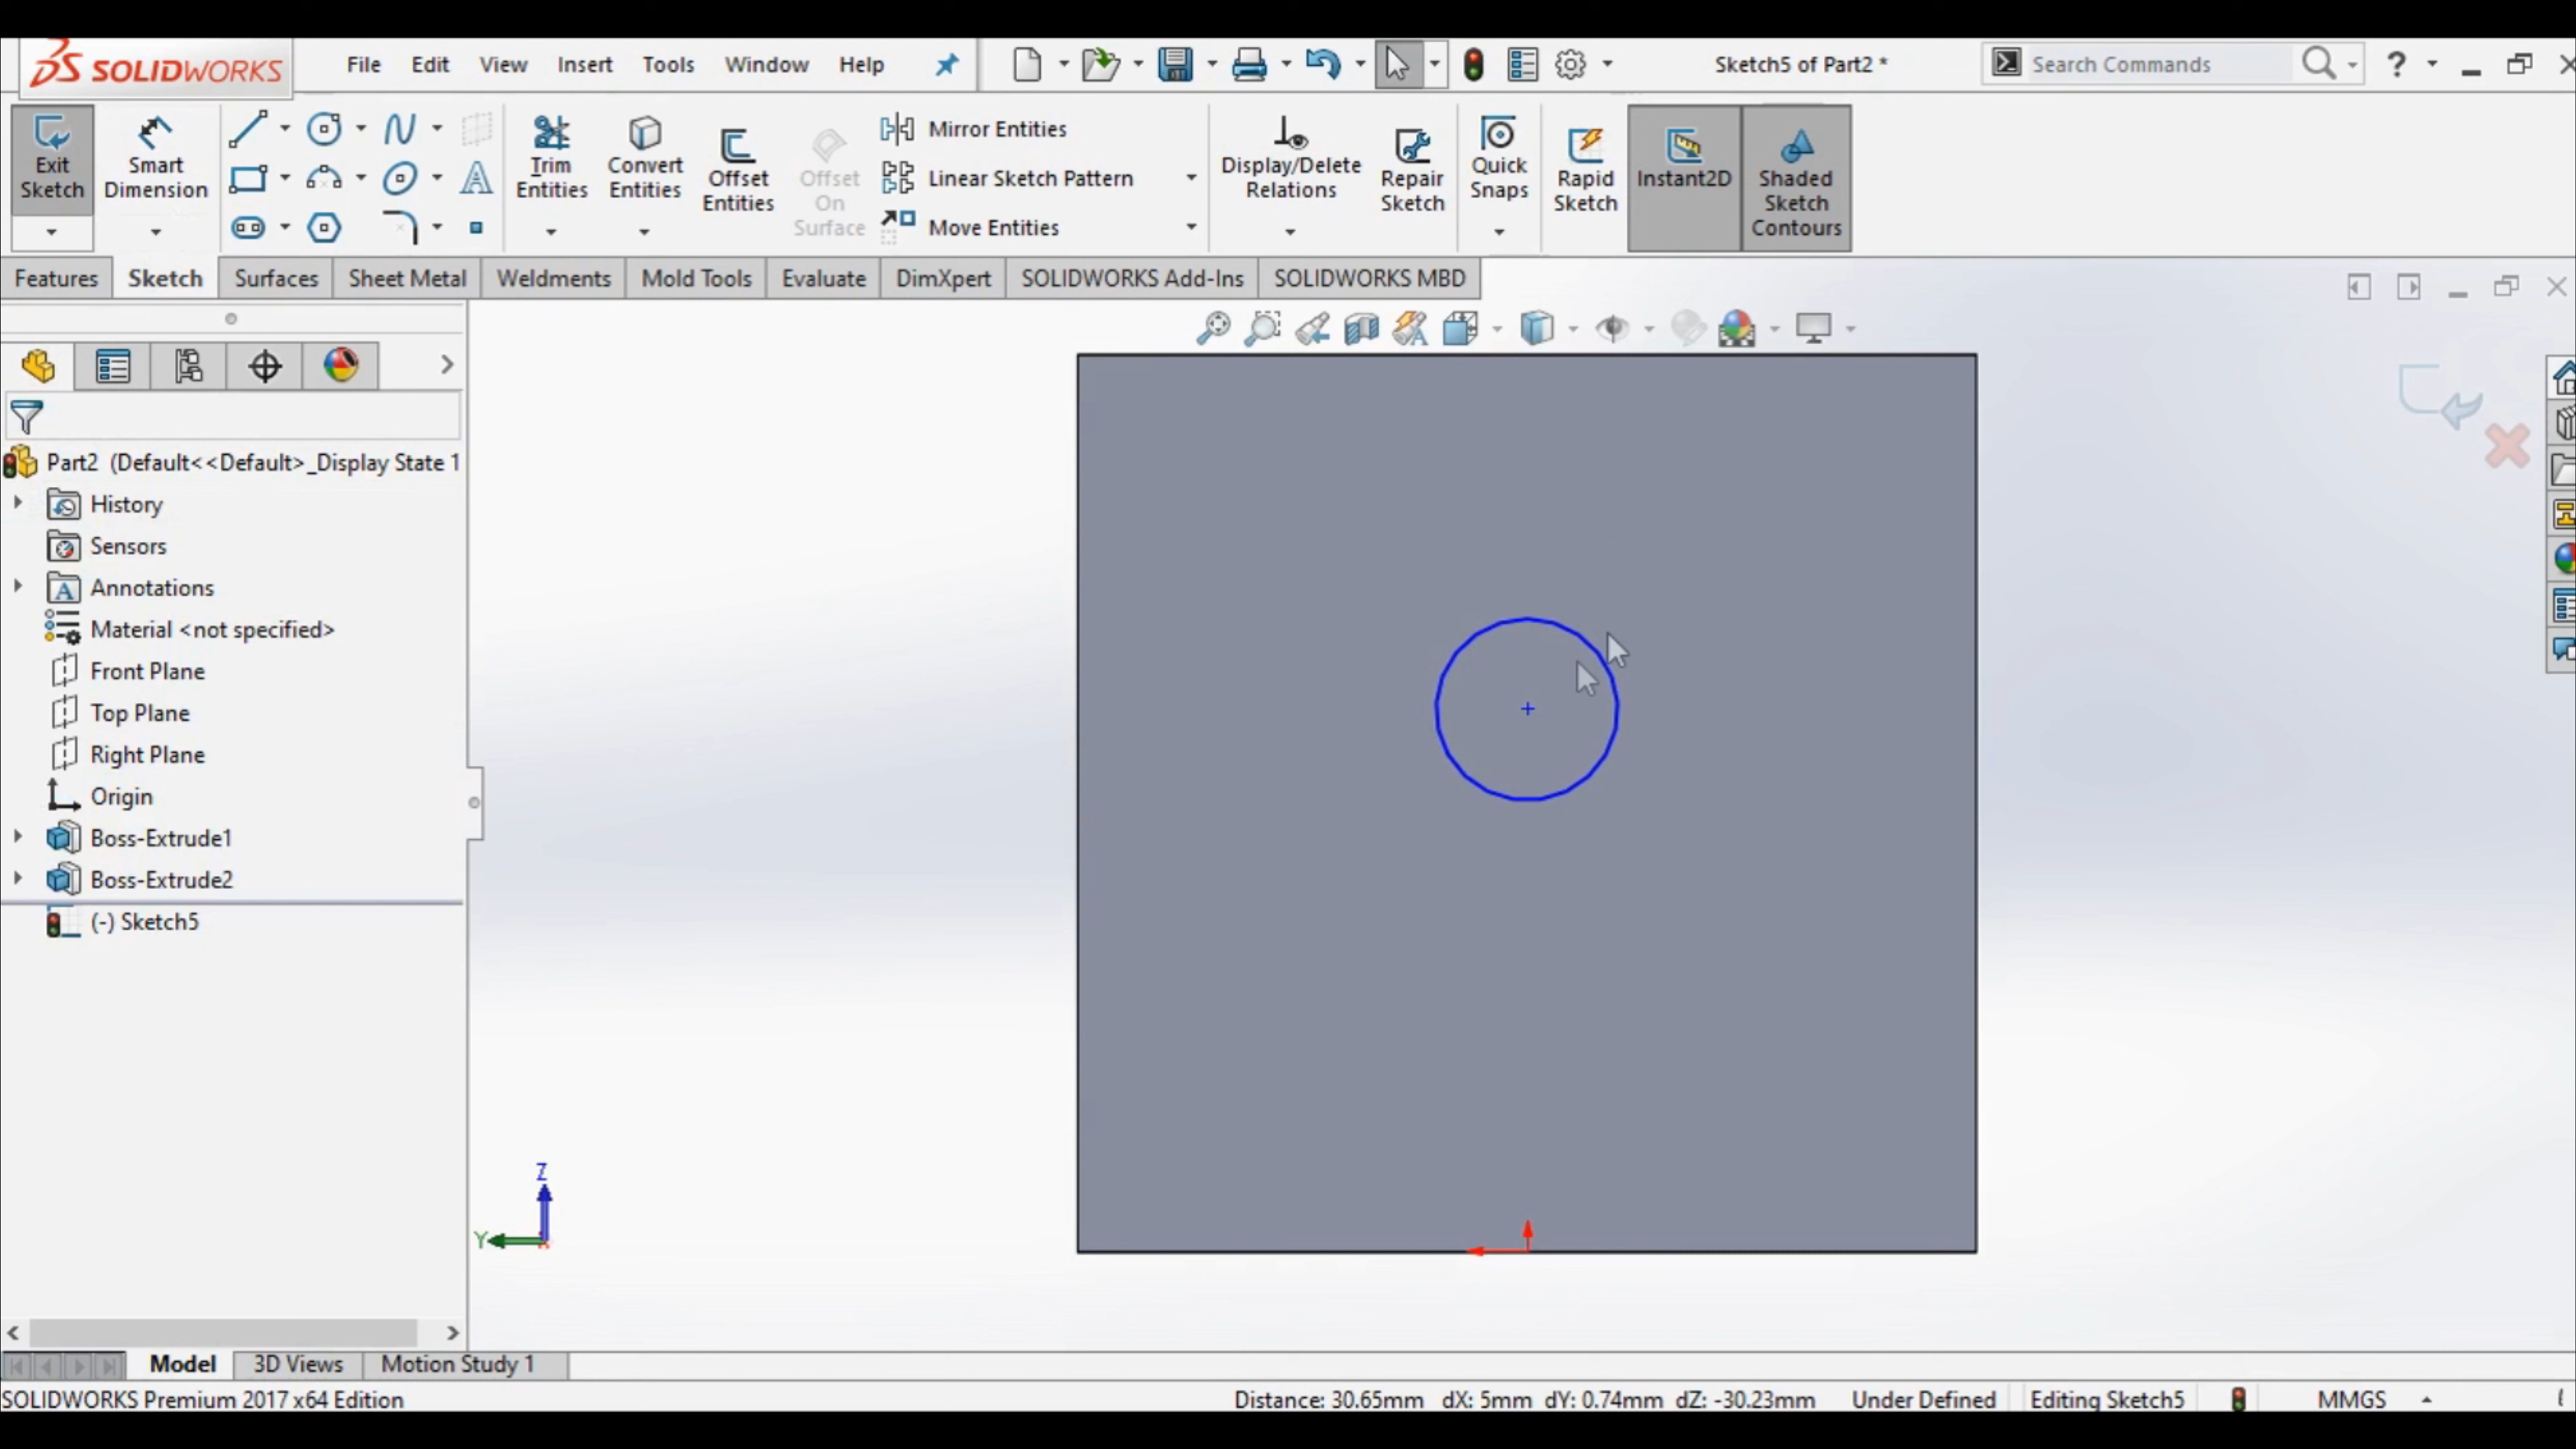 SOLIDWORKS File Edit View Insert Tools Window Help Sketch5 of Part2 * Search Commands ?
Exit Sketch
Smart Dimension
Trim Entities
Convert Entities
Offset Entities
Offset On Surface
Mirror Entities
Linear Sketch Pattern
Move Entities
Display/Delete Relations
Repair Sketch
Quick Snaps
Rapid Sketch
Instant2D
Shaded Sketch Contours
Features Sketch Surfaces Sheet Metal Weldments Mold Tools Evaluate DimXpert SOLIDWORKS Add-Ins SOLIDWORKS MBD
Part2 (Default<<Default>_Display State 1
History
Sensors
Annotations
Material <not specified>
Front Plane
Top Plane
Right Plane
Origin
Boss-Extrude1
Boss-Extrude2
(-) Sketch5
Z
Y
Model 3D Views Motion Study 1
SOLIDWORKS Premium 2017 x64 Edition Distance: 30.65mm dX: 5mm dY: 0.74mm dZ: -30.23mm Under Defined Editing Sketch5 MMGS